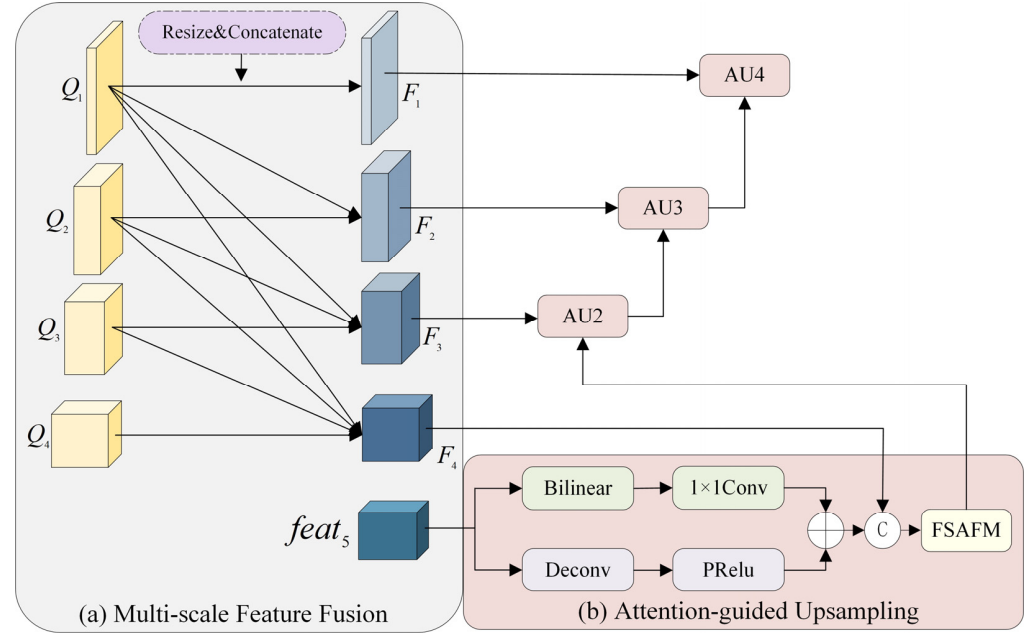 Resize&Concatenate
Q₁
F₁
AU4
Q₂
F₂
AU3
Q₃
F₃
AU2
Q₄
F₄
Bilinear
1×1Conv
feat₅
C
FSAFM
Deconv
PRelu
(a) Multi-scale Feature Fusion
(b) Attention-guided Upsampling